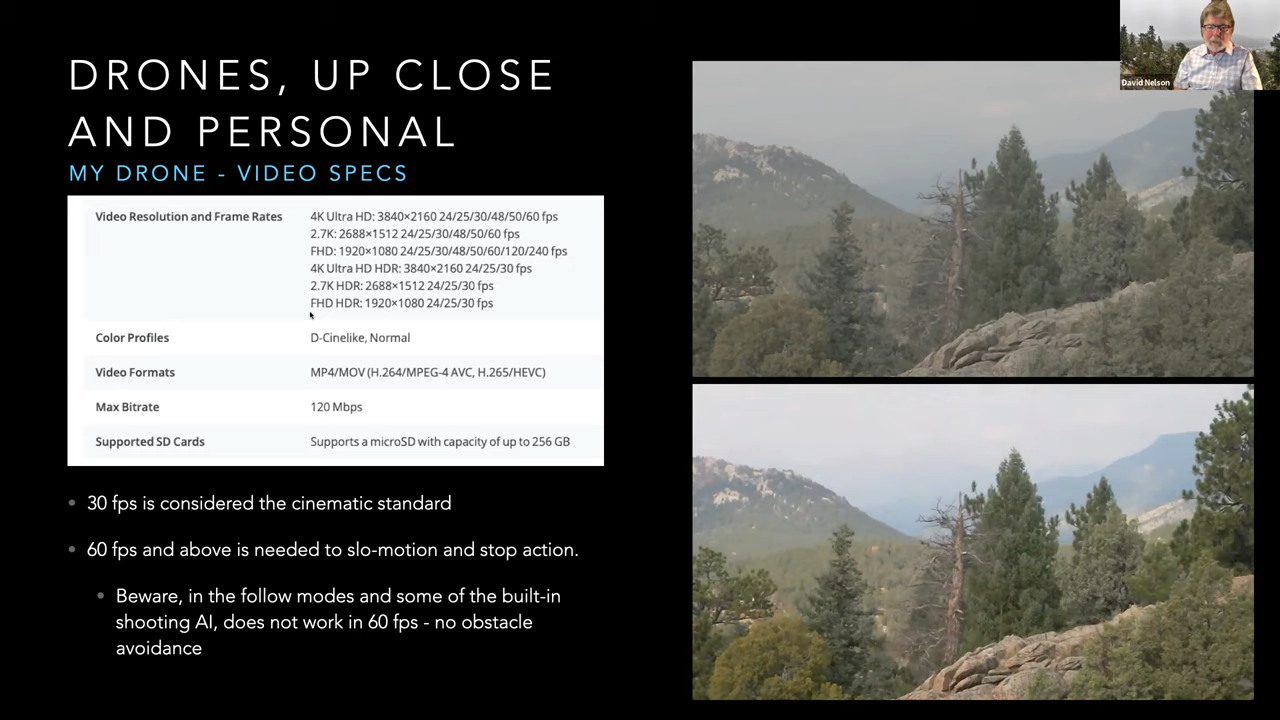 DRONES, UP CLOSE
AND PERSONAL
MY DRONE - VIDEO SPECS
Video Resolution and Frame Rates
4K Ultra HD: 3840×2160 24/25/30/48/50/60 fps
2.7K: 2688×1512 24/25/30/48/50/60 fps
FHD: 1920×1080 24/25/30/48/50/60/120/240 fps
4K Ultra HD HDR: 3840×2160 24/25/30 fps
2.7K HDR: 2688×1512 24/25/30 fps
FHD HDR: 1920×1080 24/25/30 fps
Color Profiles
D-Cinelike, Normal
Video Formats
MP4/MOV (H.264/MPEG-4 AVC, H.265/HEVC)
Max Bitrate
120 Mbps
Supported SD Cards
Supports a microSD with capacity of up to 256 GB
• 30 fps is considered the cinematic standard
• 60 fps and above is needed to slo-motion and stop action.
• Beware, in the follow modes and some of the built-in
shooting AI, does not work in 60 fps - no obstacle
avoidance
David Nelson